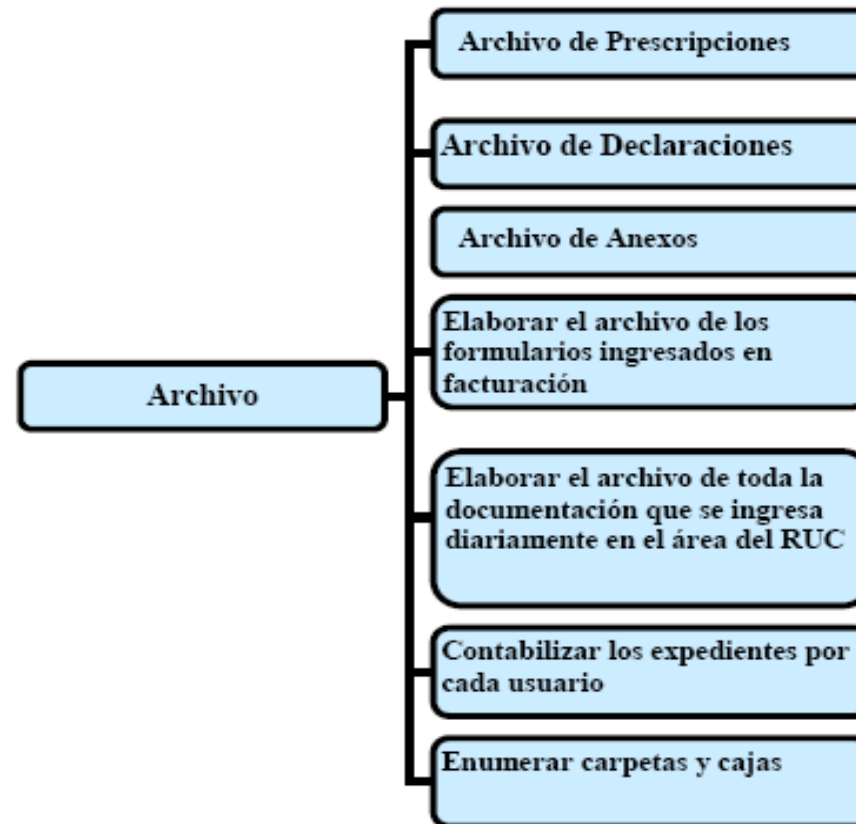 Archivo de Prescripciones
Archivo de Declaraciones
Archivo de Anexos
Elaborar el archivo de los
formularios ingresados en
facturación
Archivo
Elaborar el archivo de toda la
documentación que se ingresa
diariamente en el área del RUC
Contabilizar los expedientes por
cada usuario
Enumerar carpetas y cajas